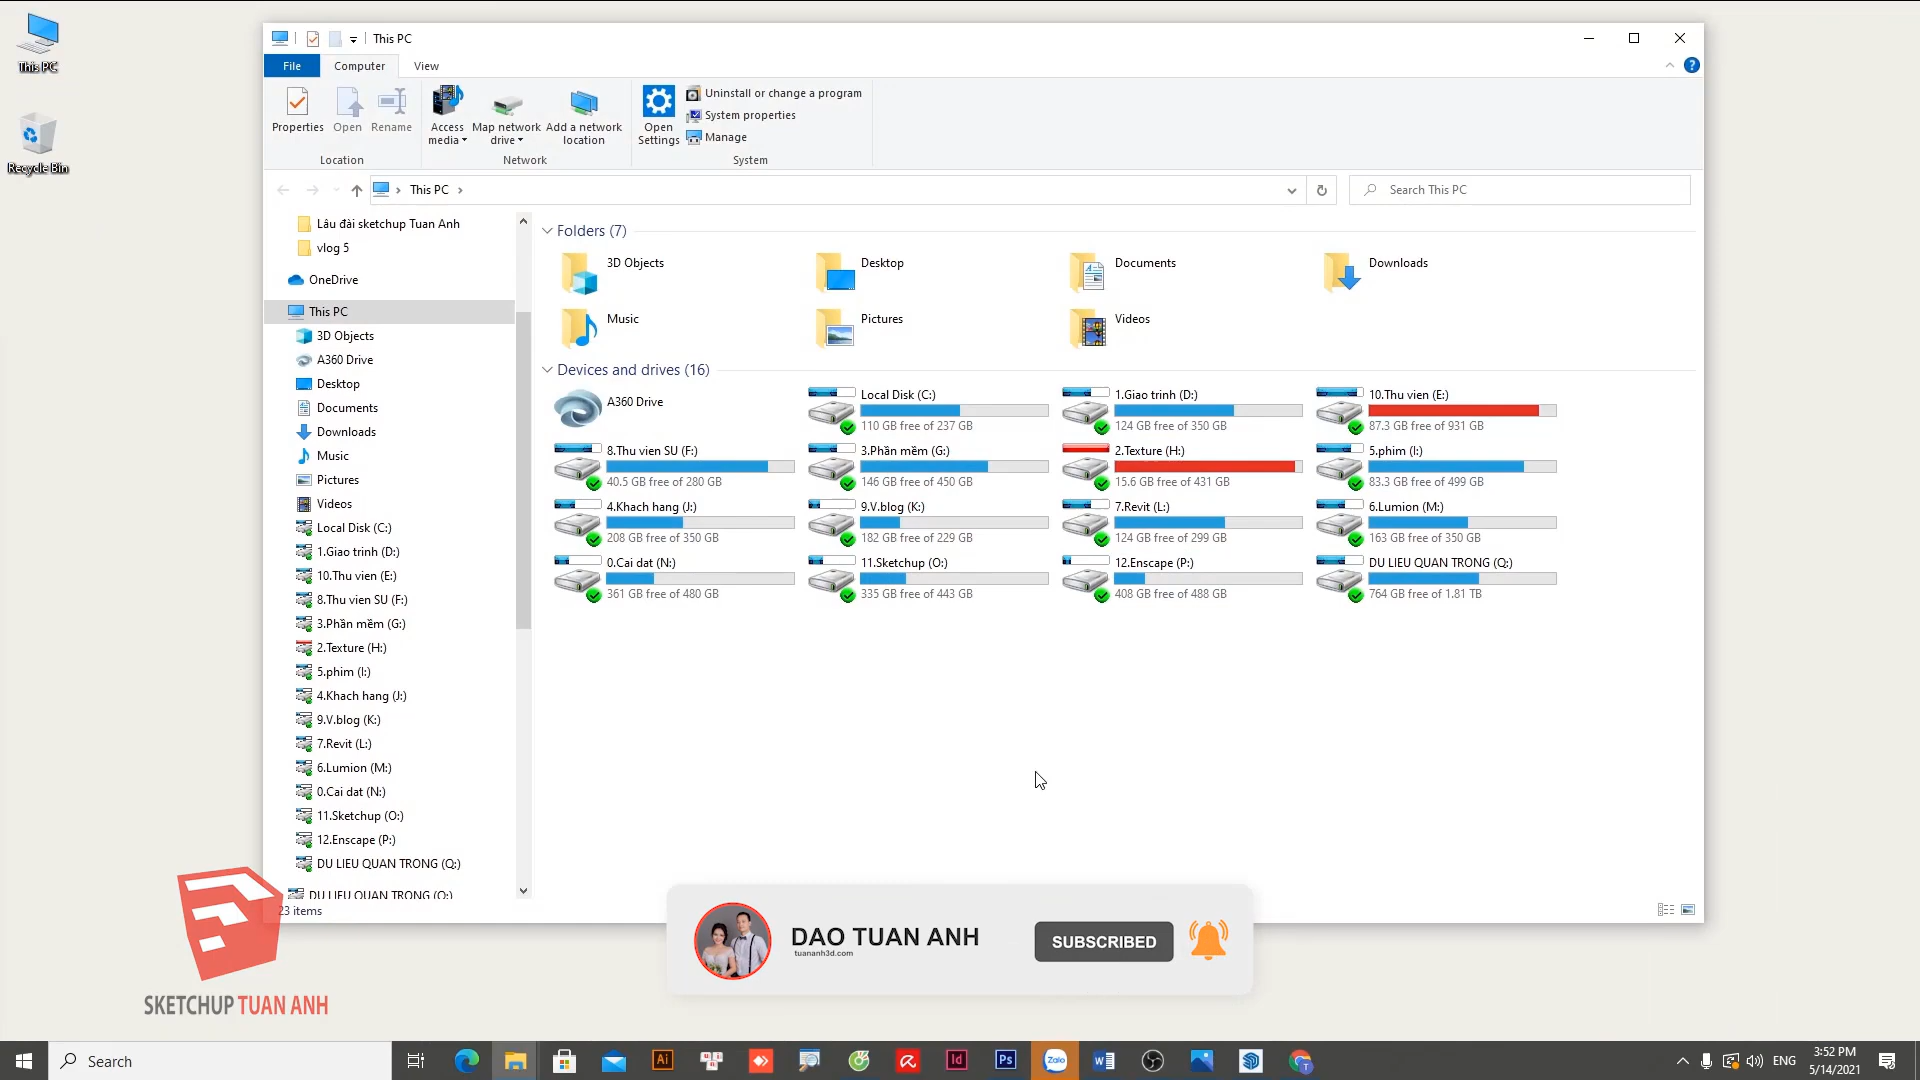 This PC
Recycle Bin
This PC
File
Computer
View
Properties
Open
Rename
Location
Access media
Map network drive
Add a network location
Network
Open Settings
Uninstall or change a program
System properties
Manage
System
This PC
Search This PC
Lâu đài sketchup Tuan Anh
vlog 5
OneDrive
This PC
3D Objects
A360 Drive
Desktop
Documents
Downloads
Music
Pictures
Videos
Local Disk (C:)
1.Giao trinh (D:)
10.Thu vien (E:)
8.Thu vien SU (F:)
3.Phần mềm (G:)
2.Texture (H:)
5.phim (I:)
4.Khach hang (J:)
9.V.blog (K:)
7.Revit (L:)
6.Lumion (M:)
0.Cai dat (N:)
11.Sketchup (O:)
12.Enscape (P:)
DU LIEU QUAN TRONG (Q:)
DU LIEU QUAN TRONG (Q:)
23 items
Folders (7)
3D Objects
Desktop
Documents
Downloads
Music
Pictures
Videos
Devices and drives (16)
A360 Drive
Local Disk (C:)
110 GB free of 237 GB
1.Giao trinh (D:)
124 GB free of 350 GB
10.Thu vien (E:)
87.3 GB free of 931 GB
8.Thu vien SU (F:)
40.5 GB free of 280 GB
3.Phần mềm (G:)
146 GB free of 450 GB
2.Texture (H:)
15.6 GB free of 431 GB
5.phim (I:)
83.3 GB free of 499 GB
4.Khach hang (J:)
208 GB free of 350 GB
9.V.blog (K:)
182 GB free of 229 GB
7.Revit (L:)
124 GB free of 299 GB
6.Lumion (M:)
163 GB free of 350 GB
0.Cai dat (N:)
361 GB free of 480 GB
11.Sketchup (O:)
335 GB free of 443 GB
12.Enscape (P:)
408 GB free of 488 GB
DU LIEU QUAN TRONG (Q:)
764 GB free of 1.81 TB
SKETCHUP TUAN ANH
DAO TUAN ANH
tuananh3d.com
SUBSCRIBED
Search
Ai
Id
Ps
Zalo
W
T
ENG
3:52 PM
5/14/2021